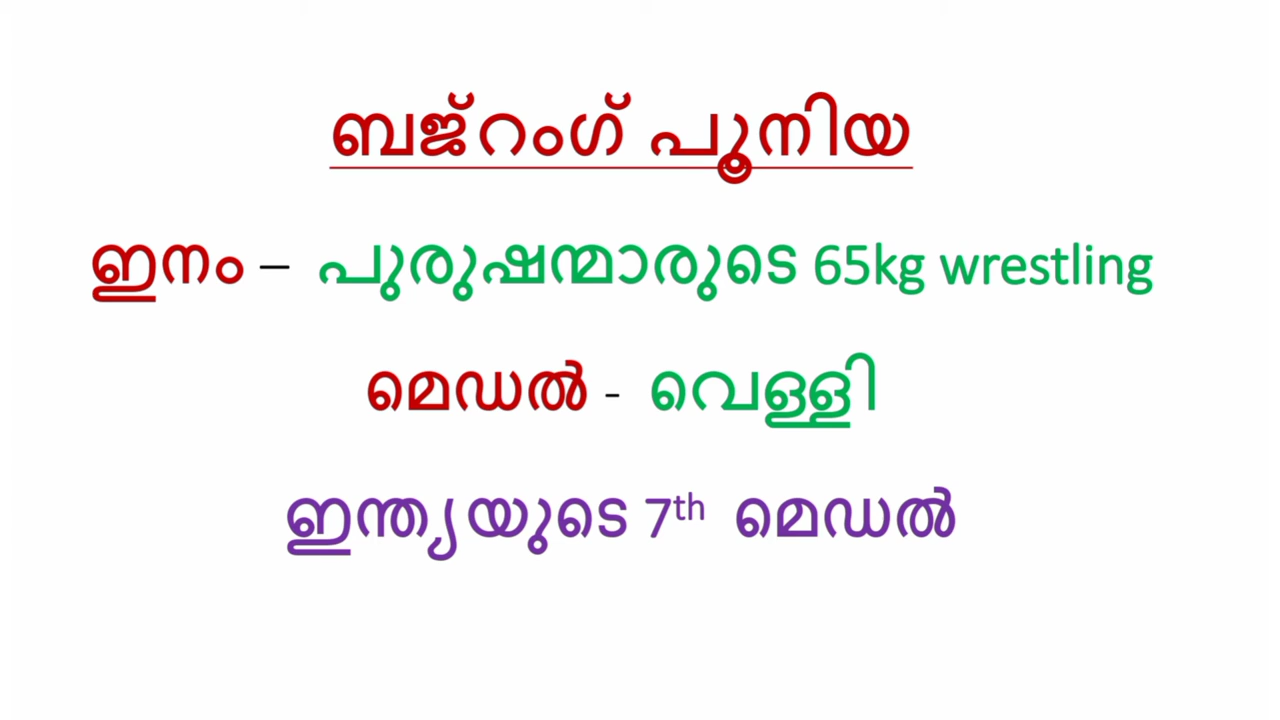 ബജ്റംഗ് പൂനിയ
ഇനം – പുരുഷന്മാരുടെ 65kg wrestling
മെഡൽ - വെള്ളി
ഇന്ത്യയുടെ 7th മെഡൽ